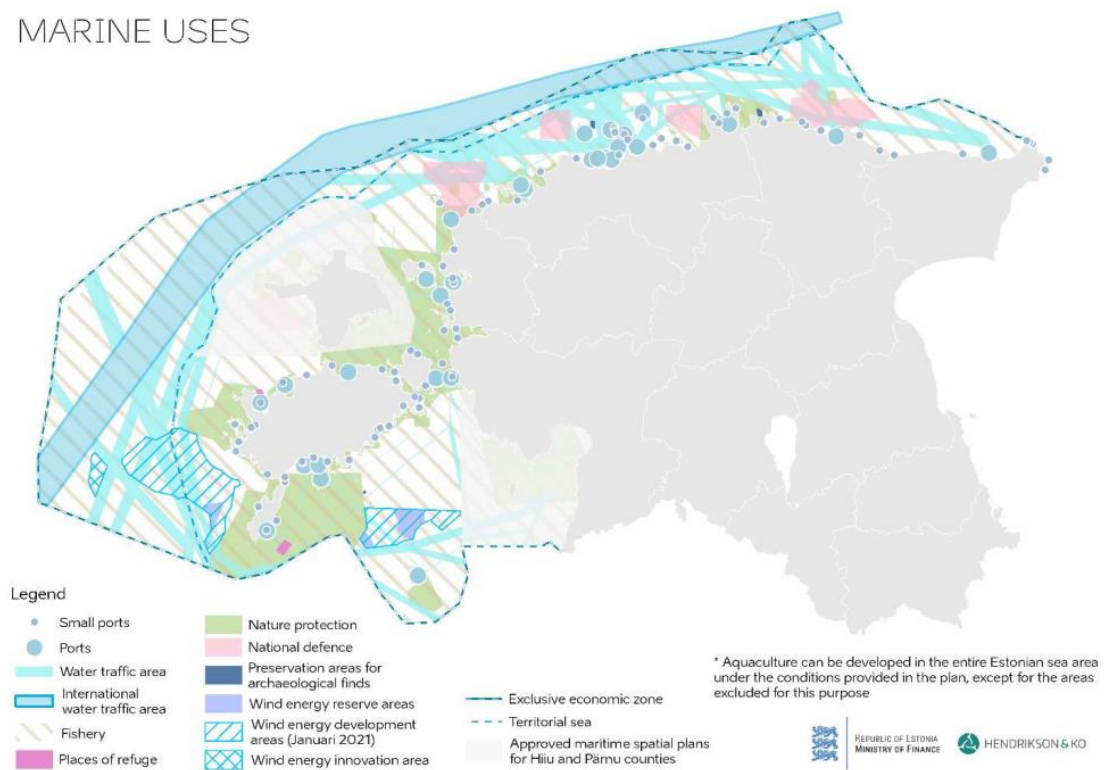 MARINE USES
Legend
Small ports
Ports
Water traffic area
International
water traffic area
Fishery
Places of refuge
Nature protection
National defence
Preservation areas for
archaeological finds
Wind energy reserve areas
Wind energy development
areas (Januari 2021)
Wind energy innovation area
Exclusive economic zone
Territorial sea
Approved maritime spatial plans
for Hiiu and Pärnu counties
* Aquaculture can be developed in the entire Estonian sea area
under the conditions provided in the plan, except for the areas
excluded for this purpose
REPUBLIC OF ESTONIA
MINISTRY OF FINANCE
HENDRIKSON & KO